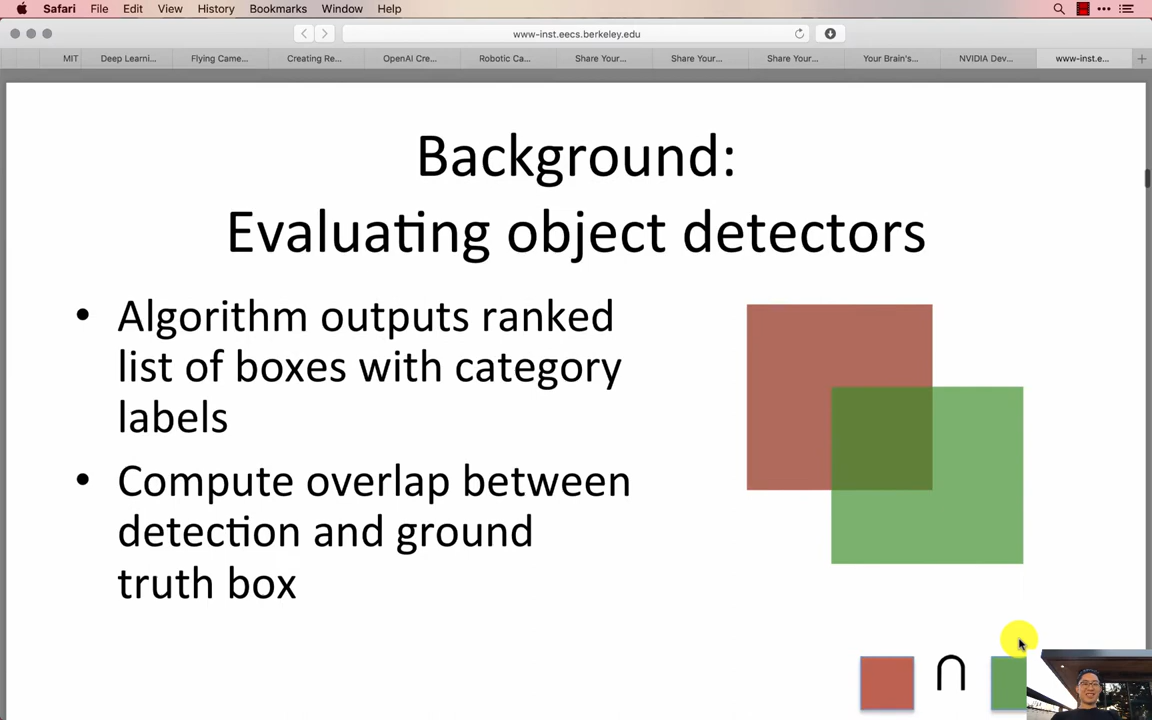 Safari File Edit View History Bookmarks Window Help
www-inst.eecs.berkeley.edu
MIT Deep Learni... Flying Came... Creating Re... OpenAI Cre... Robotic Ca... Share Your... Share Your... Share Your... Your Brain's... NVIDIA Dev... www-inst.e...
Background:
Evaluating object detectors
• Algorithm outputs ranked
list of boxes with category
labels
• Compute overlap between
detection and ground
truth box
∩